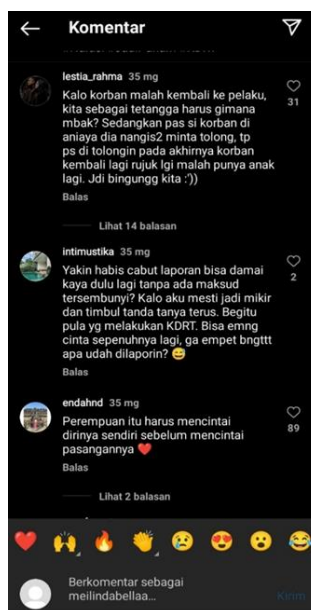 Komentar
lestia_rahma 35 mg
Kalo korban malah kembali ke pelaku,
kita sebagai tetangga harus gimana
mbak? Sedangkan pas si korban di
aniaya dia nangis2 minta tolong, tp
ps di tolongin pada akhirnya korban
kembali lagi rujuk lgi malah punya anak
lagi. Jdi bingungg kita :'))
31
Balas
Lihat 14 balasan
intimustika 35 mg
Yakin habis cabut laporan bisa damai
kaya dulu lagi tanpa ada maksud
tersembunyi? Kalo aku mesti jadi mikir
dan timbul tanda tanya terus. Begitu
pula yg melakukan KDRT. Bisa emng
cinta sepenuhnya lagi, ga empet bngttt
apa udah dilaporin? 😅
2
Balas
endahnd 35 mg
Perempuan itu harus mencintai
dirinya sendiri sebelum mencintai
pasangannya ❤️
89
Balas
Lihat 2 balasan
Berkomentar sebagai
meilindabellaa...
Kirim